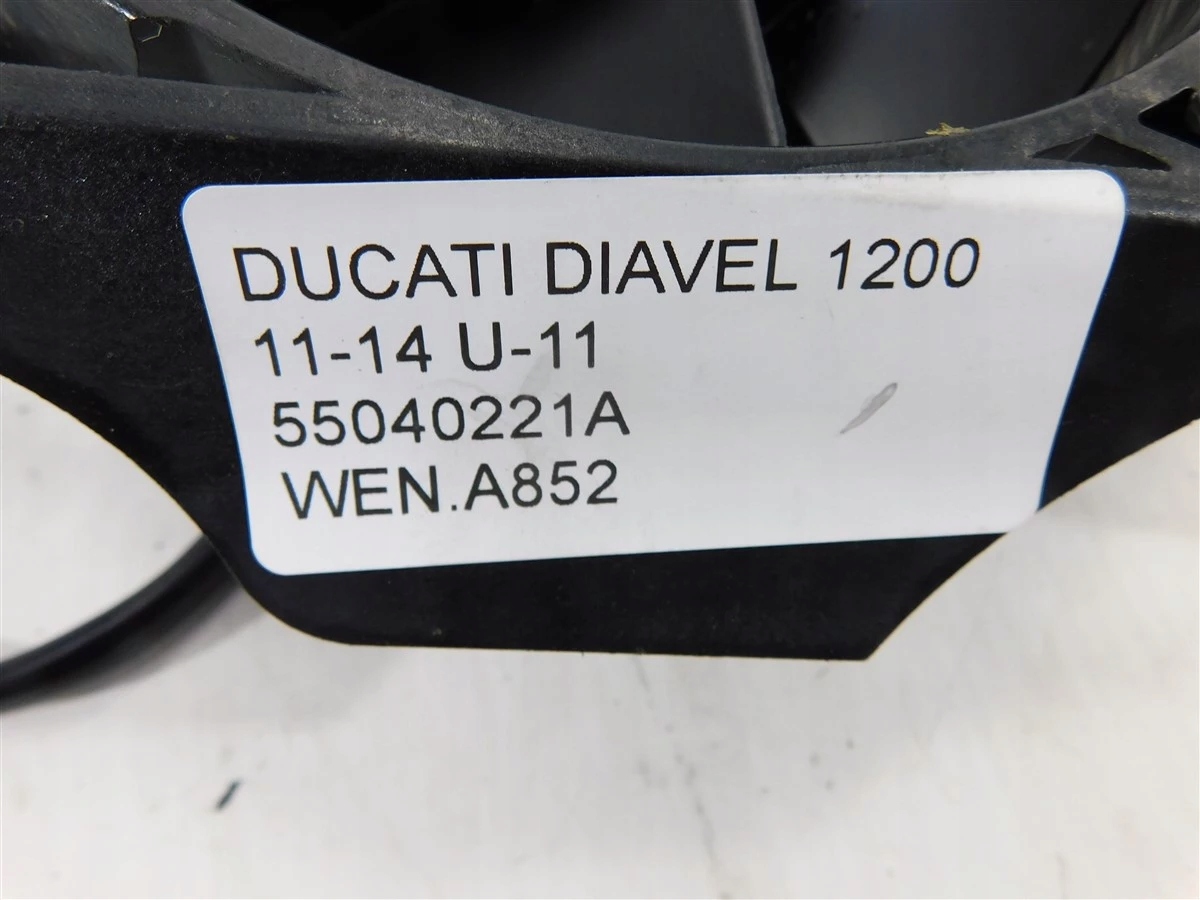 DUCATI DIAVEL 1200
11-14 U-11
55040221A
WEN.A852